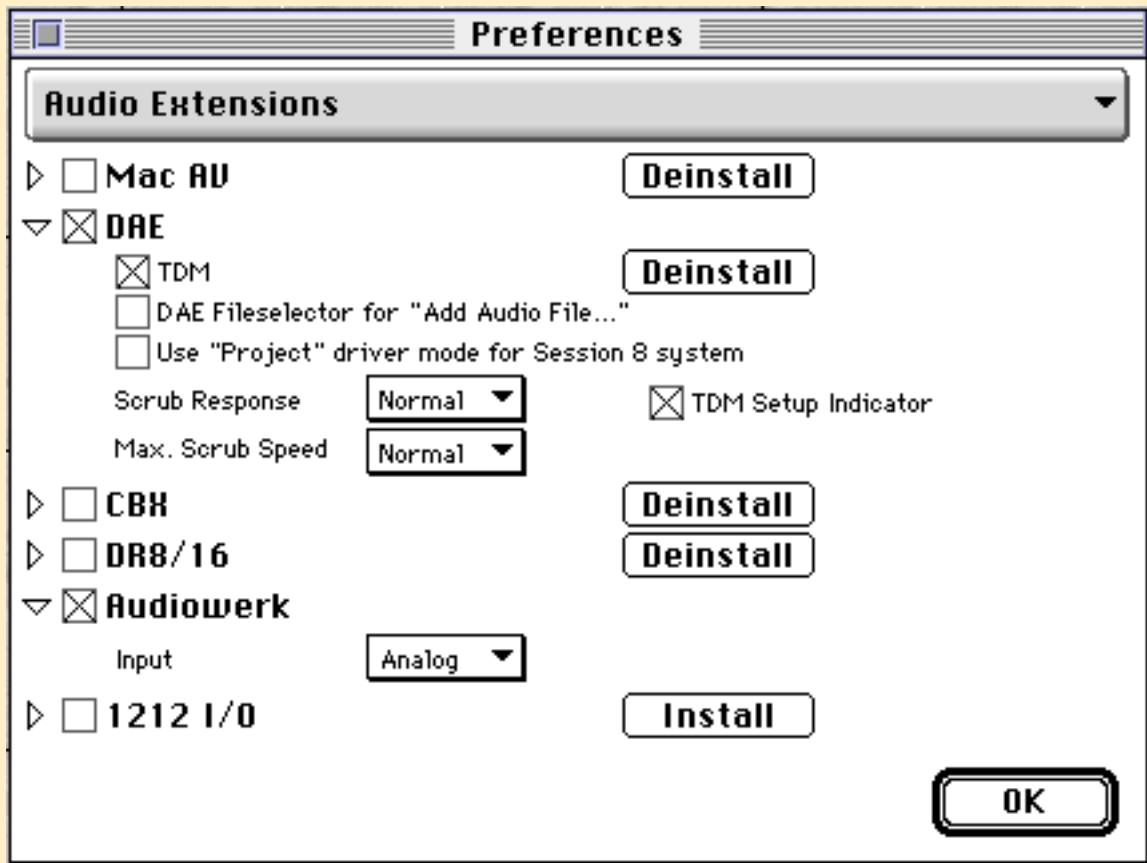 Preferences
Audio Extensions
Mac AV Deinstall
DAE
TDM Deinstall
DAE Fileselector for "Add Audio File..."
Use "Project" driver mode for Session 8 system
Scrub Response Normal TDM Setup Indicator
Max. Scrub Speed Normal
CBX Deinstall
DR8/16 Deinstall
Audiowerk
Input Analog
1212 I/O Install
OK